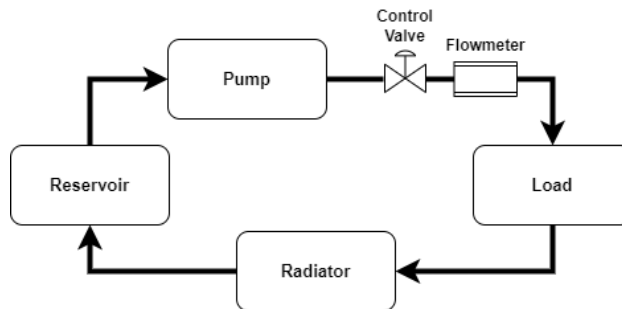 Control
Valve
Flowmeter
Pump
Reservoir
Load
Radiator